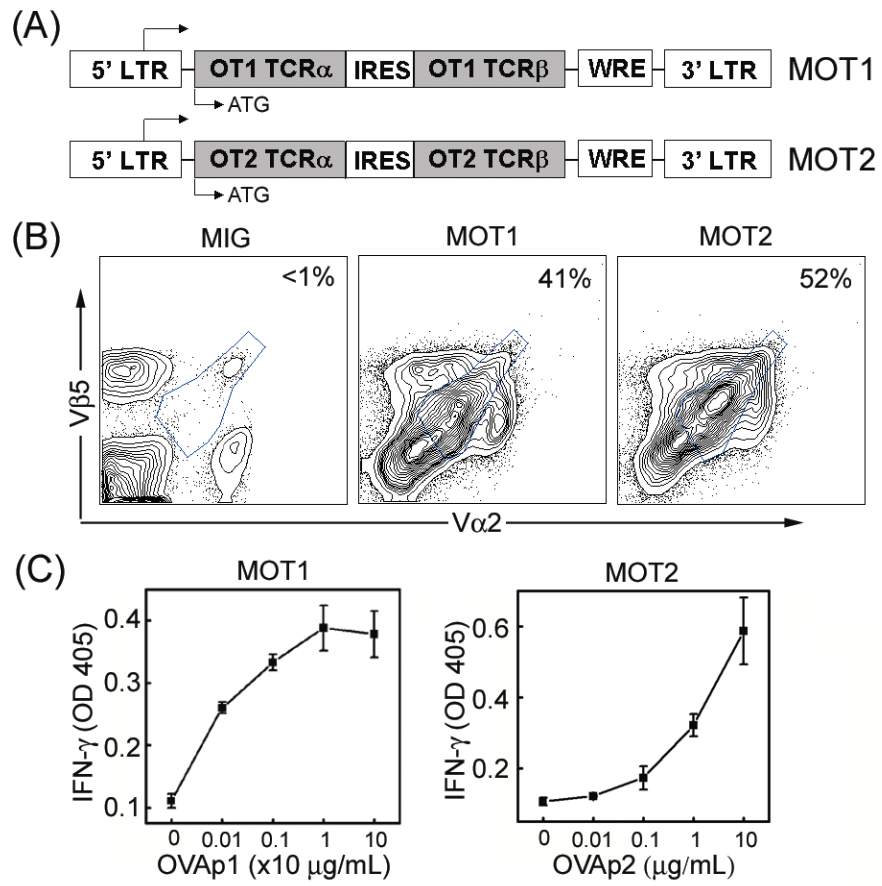 (A)
5' LTR OT1 TCRα IRES OT1 TCRβ WRE 3' LTR MOT1
ATG
5' LTR OT2 TCRα IRES OT2 TCRβ WRE 3' LTR MOT2
ATG
(B)
MIG MOT1 MOT2
<1% 41% 52%
Vβ5
Vα2
(C)
MOT1
IFN-γ (OD 405)
0.4
0.3
0.2
0.1
0 0.01 0.1 1 10
OVAp1 (x10 μg/mL)
MOT2
IFN-γ (OD 405)
0.6
0.4
0.2
0 0.01 0.1 1 10
OVAp2 (μg/mL)